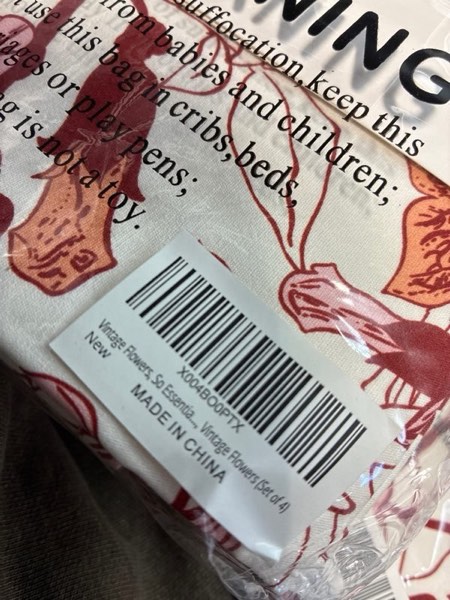 NING
suffocation, keep this
from babies and children;
t use this bag in cribs, beds,
riages or play pens;
g is not a toy.
X004BO0PTX
Vintage Flowers, So Essentia..., Vintage Flowers (Set of 4)
New
MADE IN CHINA